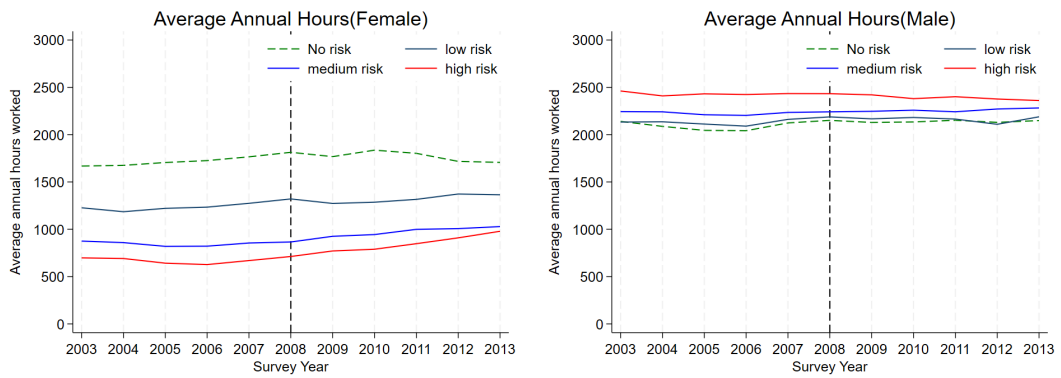 Average Annual Hours(Female)
Average annual hours worked
3000
2500
2000
1500
1000
500
0
No risk
low risk
medium risk
high risk
2003 2004 2005 2006 2007 2008 2009 2010 2011 2012 2013
Survey Year
Average Annual Hours(Male)
Average annual hours worked
3000
2500
2000
1500
1000
500
0
No risk
low risk
medium risk
high risk
2003 2004 2005 2006 2007 2008 2009 2010 2011 2012 2013
Survey Year